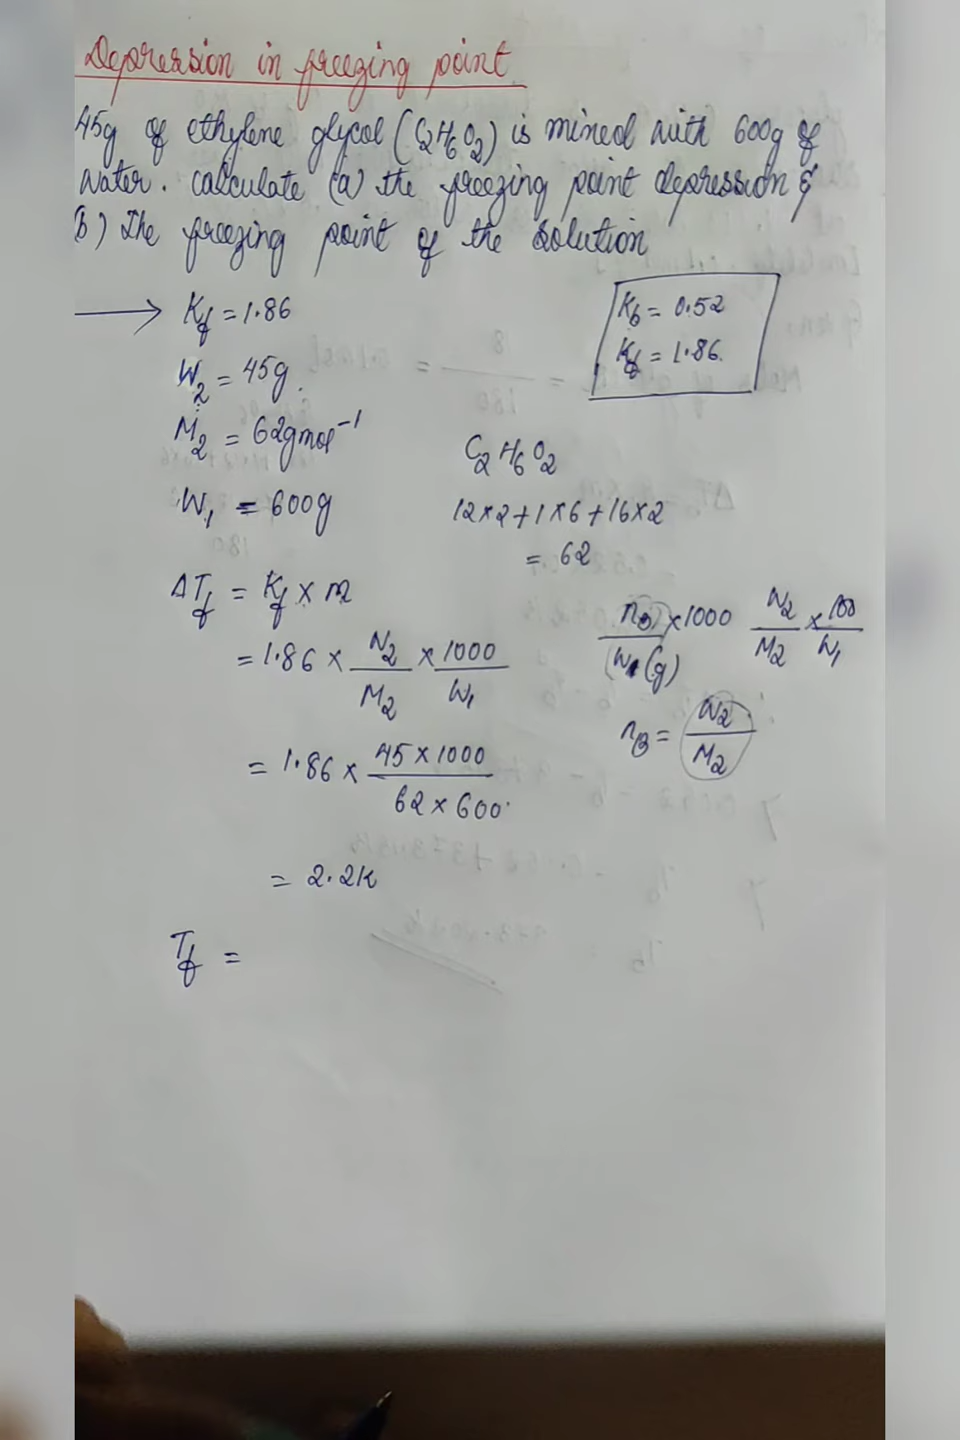 Depression in freezing point
45g of ethylene glycol (C2H6O2) is mixed with 600g of
water. calculate (a) the freezing point depression &
(b) The freezing point of the solution
→ Kf = 1.86
Kb = 0.52
Kf = 1.86.
W2 = 45g.
M2 = 62gmol⁻¹
C2H6O2
W1 = 600g
12×2+1×6+16×2
= 62
ΔTf = Kf × m
nB/W1(g) ×1000 W2/M2 × 100/W1
= 1.86 × W2/M2 × 1000/W1
nB = W2/M2
= 1.86 × 45×1000/62×600
= 2.2K
Tf =